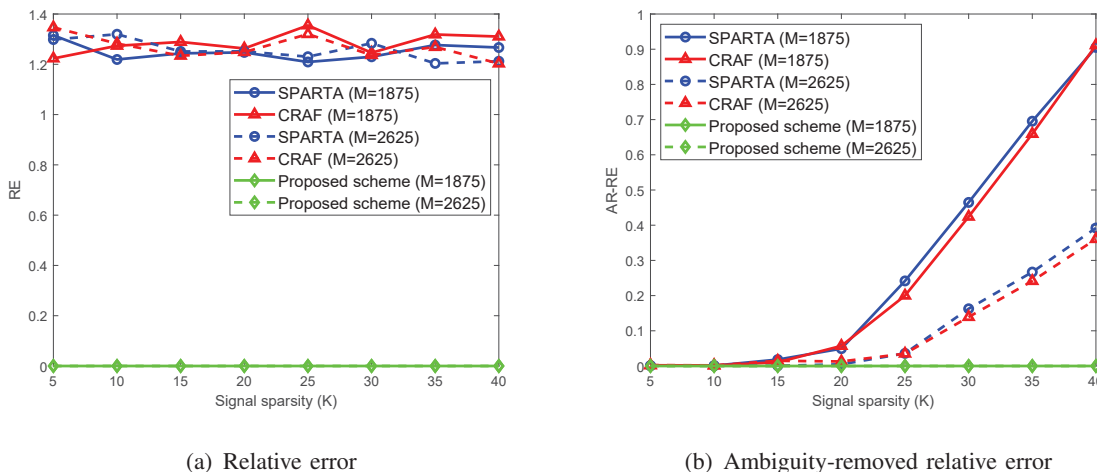 1.4
1.2
1
0.8
0.6
0.4
0.2
0
RE
5 10 15 20 25 30 35 40
Signal sparsity (K)
SPARTA (M=1875)
CRAF (M=1875)
SPARTA (M=2625)
CRAF (M=2625)
Proposed scheme (M=1875)
Proposed scheme (M=2625)
(a) Relative error
1
0.9
0.8
0.7
0.6
0.5
0.4
0.3
0.2
0.1
0
AR-RE
5 10 15 20 25 30 35 40
Signal sparsity (K)
SPARTA (M=1875)
CRAF (M=1875)
SPARTA (M=2625)
CRAF (M=2625)
Proposed scheme (M=1875)
Proposed scheme (M=2625)
(b) Ambiguity-removed relative error